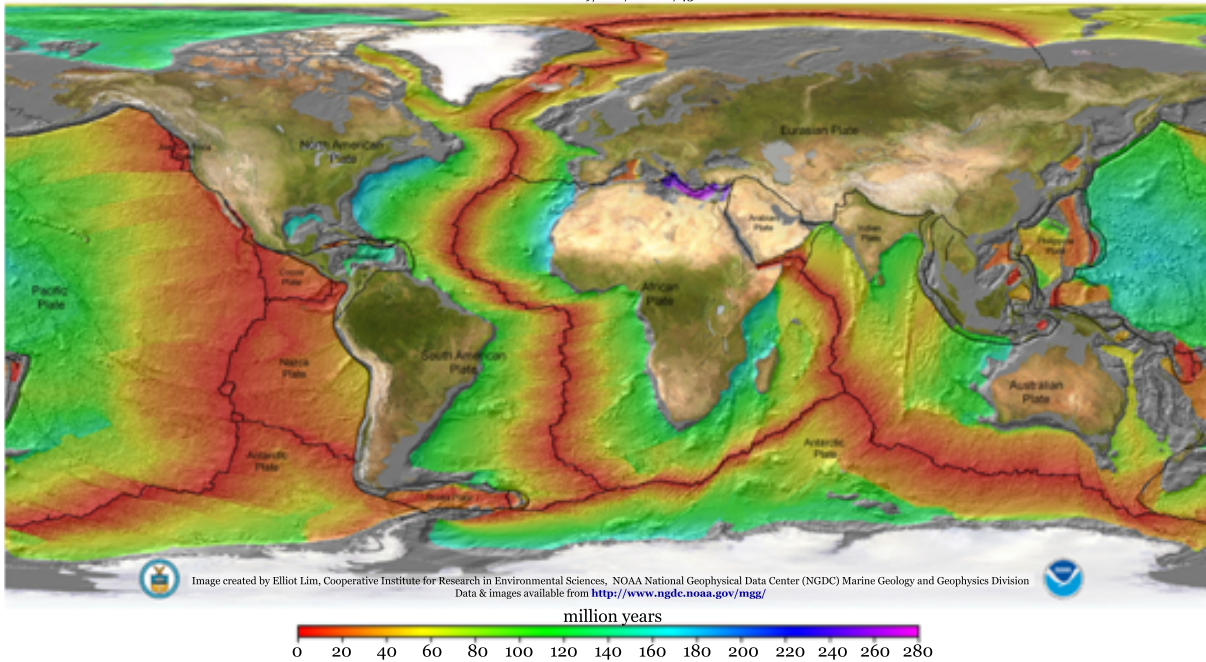 North American
Plate
Eurasian Plate
Arabian
Plate
Indian
Plate
Philippine
Plate
Cocos
Plate
Pacific
Plate
African
Plate
Nazca
Plate
South American
Plate
Australian
Plate
Antarctic
Plate
Antarctic
Plate
Image created by Elliot Lim, Cooperative Institute for Research in Environmental Sciences, NOAA National Geophysical Data Center (NGDC) Marine Geology and Geophysics Division
Data & images available from http://www.ngdc.noaa.gov/mgg/
million years
0 20 40 60 80 100 120 140 160 180 200 220 240 260 280